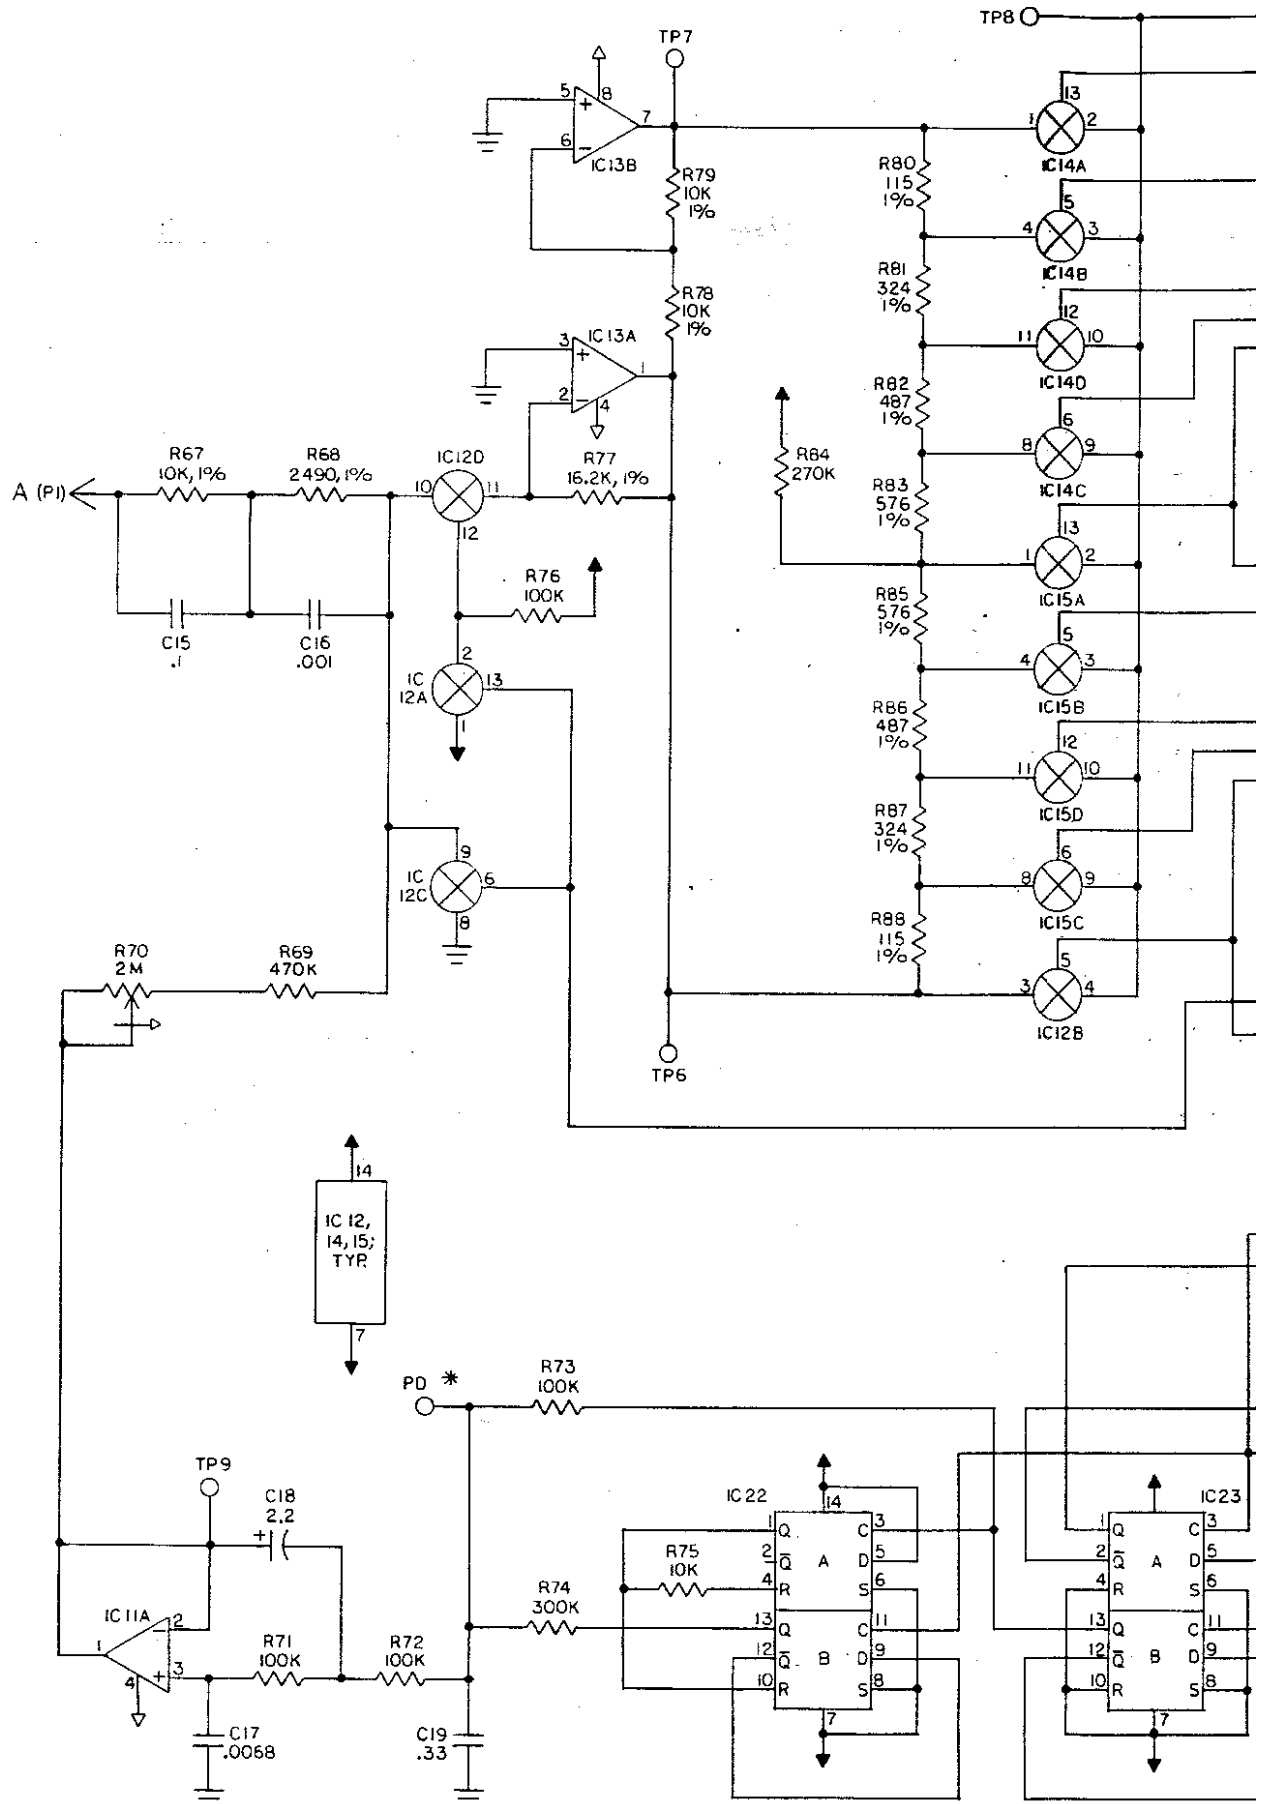 TP8
TP7
8
5
+
7
6
−
IC13B
13
1
2
IC14A
R79
10K
1%
R80
115
1%
5
4
3
IC14B
R81
324
1%
R78
10K
1%
12
11
10
IC14D
IC13A
3
+
1
2
−
4
R82
487
1%
6
8
9
IC14C
R84
270K
A (P1)
R67
10K, 1%
R68
2490, 1%
IC12D
10
11
12
R77
16.2K, 1%
R83
576
1%
13
1
2
IC15A
R76
100K
C15
.1
C16
.001
R85
576
1%
5
4
3
IC15B
2
IC
12A
13
1
R86
487
1%
12
11
10
IC15D
R87
324
1%
9
IC
12C
6
8
6
8
9
IC15C
R88
115
1%
R70
2M
R69
470K
5
3
4
IC12B
TP6
14
IC 12,
14, 15;
TYP.
7
PD *
R73
100K
TP9
C18
2.2
+
IC11A
1
2
−
3
+
4
R71
100K
R72
100K
C17
.0068
C19
.33
R74
300K
R75
10K
IC22
14
1 Q C 3
2 Q̅ A D 5
4 R S 6
13 Q C 11
12 Q̅ B D 9
10 R S 8
7
IC23
1 Q C 3
2 Q̅ A D 5
4 R S 6
13 Q C 11
12 Q̅ B D 9
10 R S 8
7